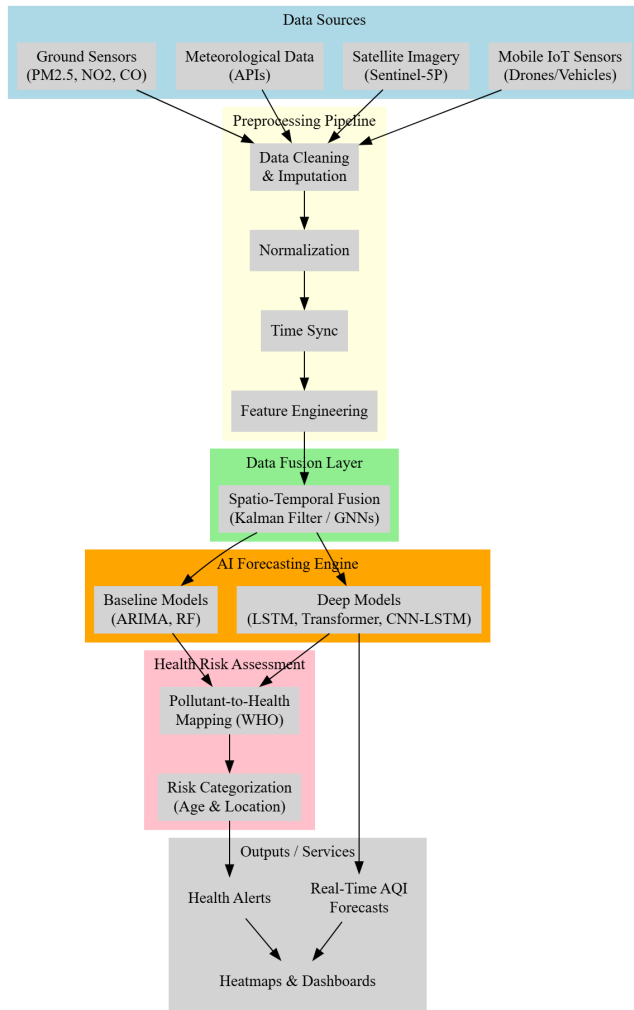 Data Sources
Ground Sensors
(PM2.5, NO2, CO)
Meteorological Data
(APIs)
Satellite Imagery
(Sentinel-5P)
Mobile IoT Sensors
(Drones/Vehicles)
Preprocessing Pipeline
Data Cleaning
& Imputation
Normalization
Time Sync
Feature Engineering
Data Fusion Layer
Spatio-Temporal Fusion
(Kalman Filter / GNNs)
AI Forecasting Engine
Baseline Models
(ARIMA, RF)
Deep Models
(LSTM, Transformer, CNN-LSTM)
Health Risk Assessment
Pollutant-to-Health
Mapping (WHO)
Risk Categorization
(Age & Location)
Outputs / Services
Health Alerts
Real-Time AQI
Forecasts
Heatmaps & Dashboards